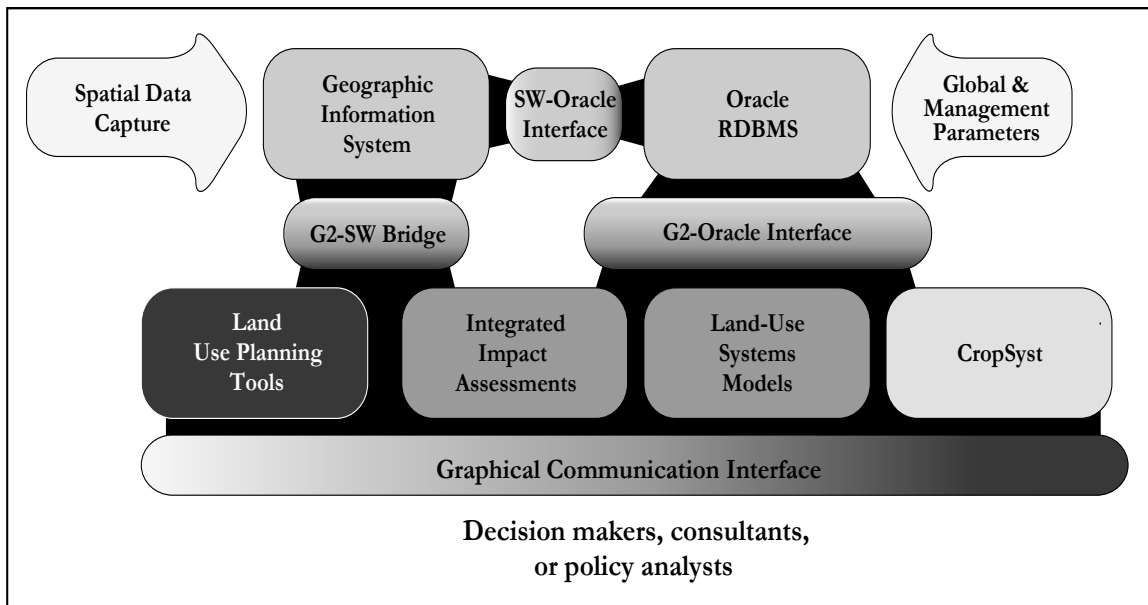 Spatial Data
Capture
Geographic
Information
System
SW-Oracle
Interface
Oracle
RDBMS
Global &
Management
Parameters
G2-SW Bridge
G2-Oracle Interface
Land
Use Planning
Tools
Integrated
Impact
Assessments
Land-Use
Systems
Models
CropSyst
Graphical Communication Interface
Decision makers, consultants,
or policy analysts